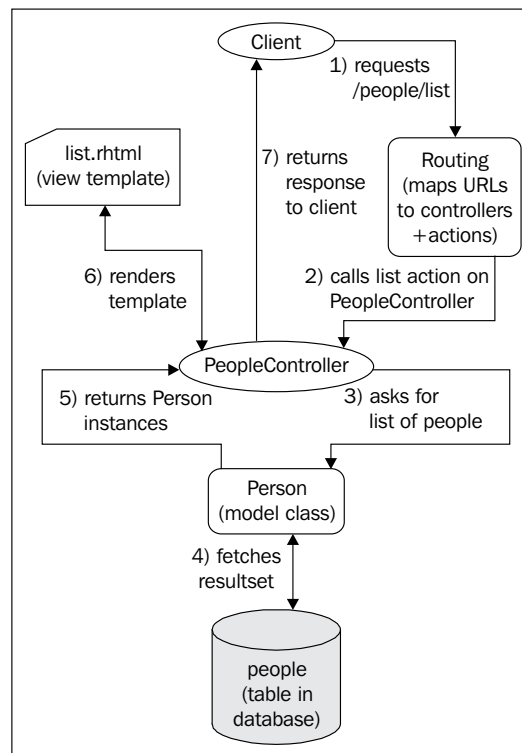 Client
1) requests
/people/list
list.rhtml
(view template)
7) returns
response
to client
Routing
(maps URLs
to controllers
+actions)
6) renders
template
2) calls list action on
PeopleController
PeopleController
5) returns Person
instances
3) asks for
list of people
Person
(model class)
4) fetches
resultset
people
(table in
database)